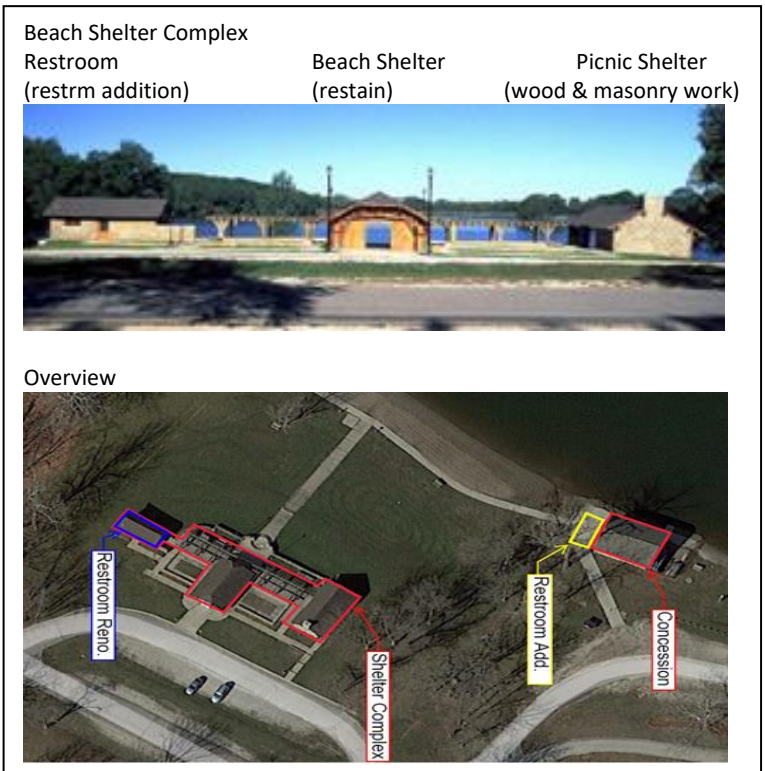 Beach Shelter Complex
Restroom Beach Shelter Picnic Shelter
(restrm addition) (restain) (wood & masonry work)
Overview
Restroom Reno.
Shelter Complex
Restroom Add.
Concession